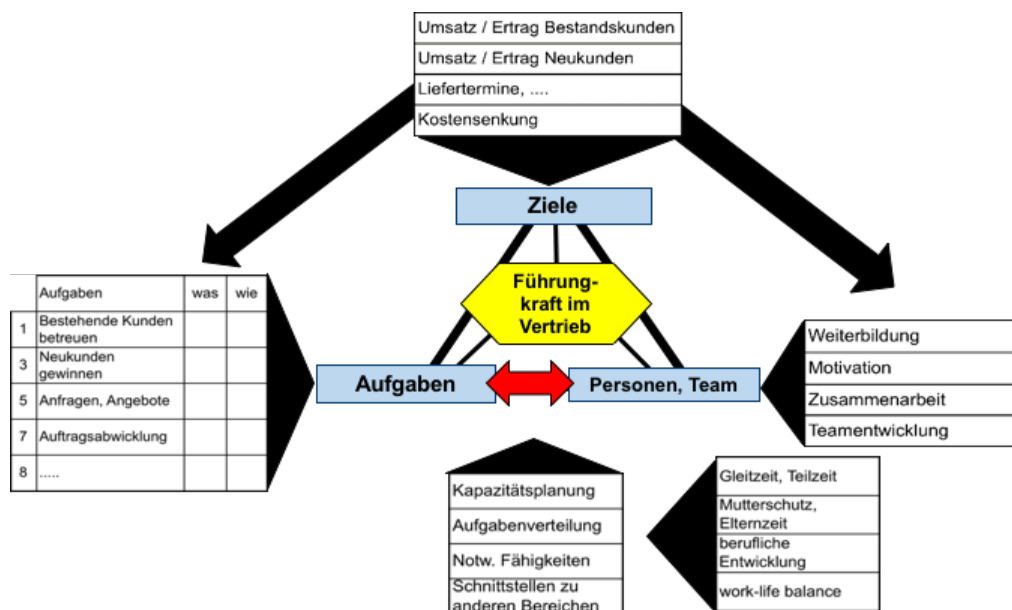 Umsatz / Ertrag Bestandskunden
Umsatz / Ertrag Neukunden
Liefertermine, ....
Kostensenkung
Ziele
Führung-
kraft im
Vertrieb
Aufgaben was wie
1 Bestehende Kunden
betreuen
3 Neukunden
gewinnen
5 Anfragen, Angebote
7 Auftragsabwicklung
8 .....
Aufgaben
Personen, Team
Weiterbildung
Motivation
Zusammenarbeit
Teamentwicklung
Kapazitätsplanung
Aufgabenverteilung
Notw. Fähigkeiten
Schnittstellen zu
anderen Bereichen
Gleitzeit, Teilzeit
Mutterschutz,
Elternzeit
berufliche
Entwicklung
work-life balance